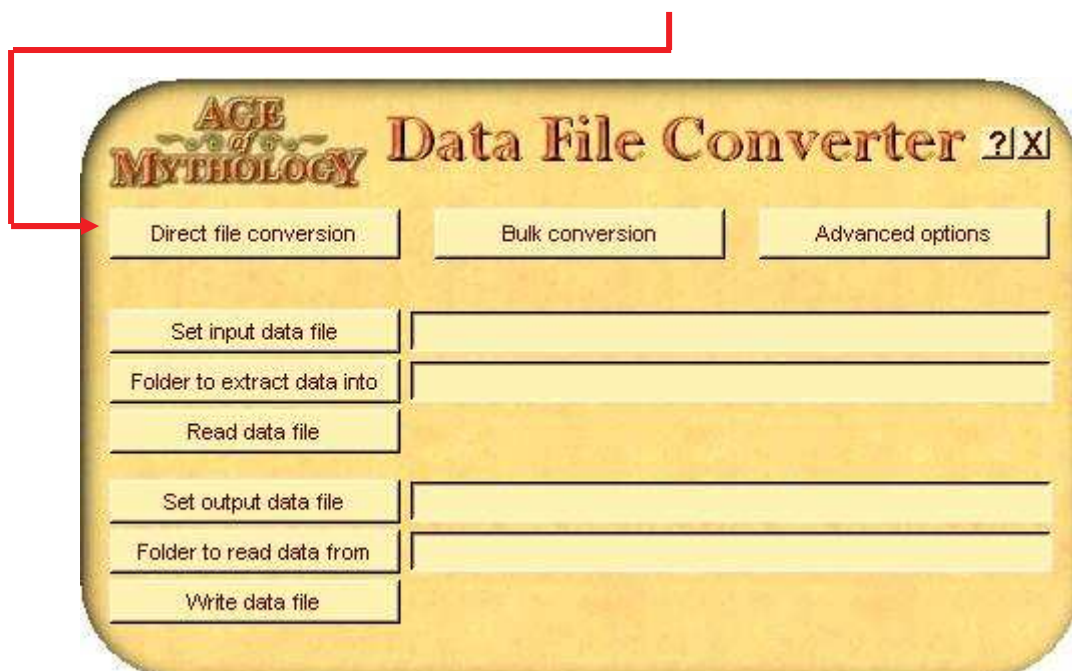 AGE
of
MYTHOLOGY
Data File Converter ? X
Direct file conversion Bulk conversion Advanced options
Set input data file
Folder to extract data into
Read data file
Set output data file
Folder to read data from
Write data file